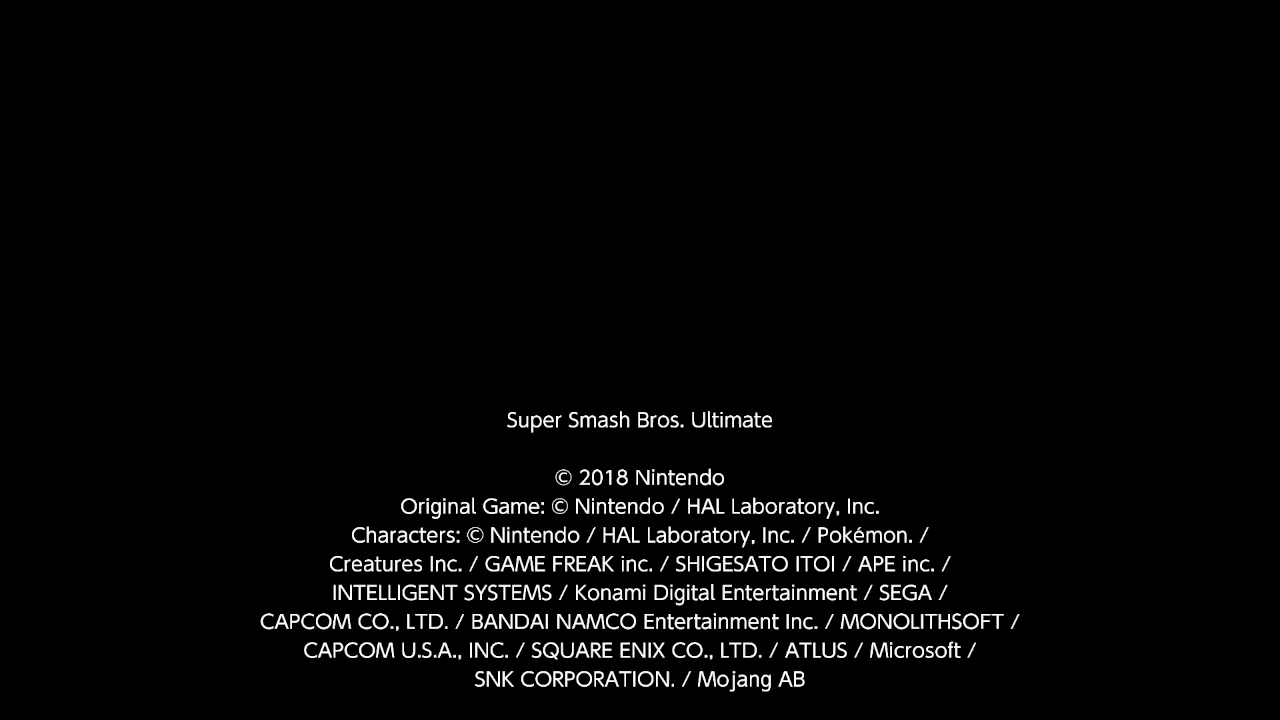 Super Smash Bros. Ultimate
© 2018 Nintendo
Original Game: © Nintendo / HAL Laboratory, Inc.
Characters: © Nintendo / HAL Laboratory, Inc. / Pokémon. /
Creatures Inc. / GAME FREAK inc. / SHIGESATO ITOI / APE inc. /
INTELLIGENT SYSTEMS / Konami Digital Entertainment / SEGA /
CAPCOM CO., LTD. / BANDAI NAMCO Entertainment Inc. / MONOLITHSOFT /
CAPCOM U.S.A., INC. / SQUARE ENIX CO., LTD. / ATLUS / Microsoft /
SNK CORPORATION. / Mojang AB